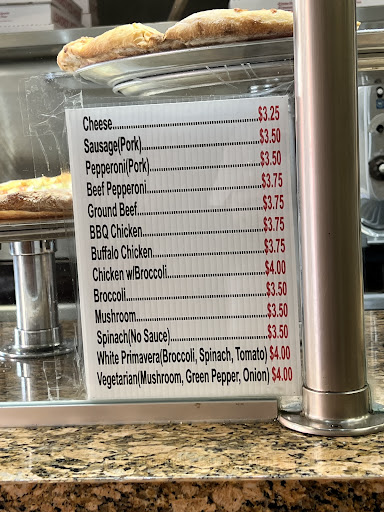 Cheese $3.25
Sausage(Pork) $3.50
Pepperoni(Pork) $3.50
Beef Pepperoni $3.75
Ground Beef $3.75
BBQ Chicken $3.75
Buffalo Chicken $3.75
Chicken w/Broccoli $4.00
Broccoli $3.50
Mushroom $3.50
Spinach(No Sauce) $3.50
White Primavera(Broccoli, Spinach, Tomato) $4.00
Vegetarian(Mushroom, Green Pepper, Onion) $4.00